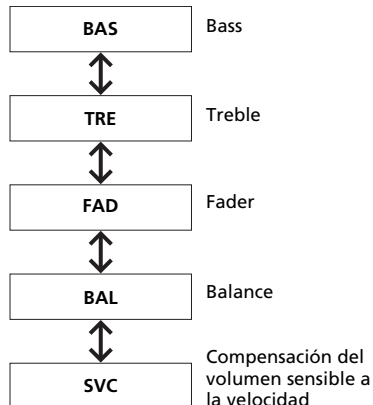 BAS Bass
TRE Treble
FAD Fader
BAL Balance
SVC
Compensación del
volumen sensible a
la velocidad